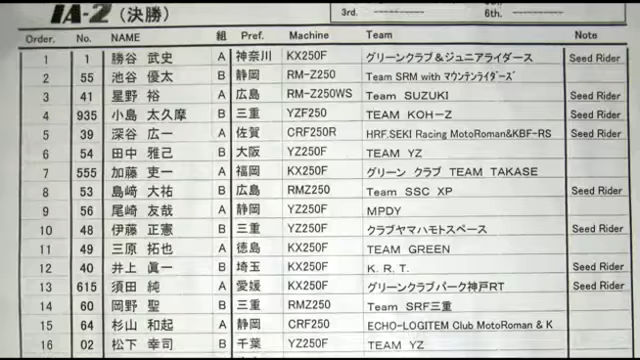 IA-2 (決勝)
3rd.
6th.
Order. No. NAME 組 Pref. Machine Team Note
1 1 勝谷 武史 A 神奈川 KX250F グリーンクラブ&ジュニアライダース Seed Rider
2 55 池谷 優太 B 静岡 RM-Z250 Team SRM with マウンテンライダーズ
3 41 星野 裕 A 広島 RM-Z250WS Team SUZUKI Seed Rider
4 935 小島 太久摩 B 三重 YZF250 TEAM KOH-Z Seed Rider
5 39 深谷 広一 A 佐賀 CRF250R HRF.SEKI Racing MotoRoman&KBF-RS Seed Rider
6 54 田中 雅己 B 大阪 YZ250F TEAM YZ
7 555 加藤 吏一 A 福岡 KX250F グリーン クラブ TEAM TAKASE
8 53 島﨑 大祐 B 広島 RMZ250 Team SSC XP Seed Rider
9 56 尾崎 友哉 A 静岡 YZ250F MPDY
10 48 伊藤 正憲 B 三重 YZ250F クラブヤマハモトスペース Seed Rider
11 49 三原 拓也 A 徳島 KX250F TEAM GREEN
12 40 井上 眞一 B 埼玉 KX250F K. R. T. Seed Rider
13 615 須田 純 A 愛媛 KX250F グリーンクラブパーク神戸RT Seed Rider
14 60 岡野 聖 B 三重 RMZ250 Team SRF三重
15 64 杉山 和起 A 静岡 CRF250 ECHO-LOGITEM Club MotoRoman & K
16 02 松下 幸司 B 千葉 YZ250F TEAM YZ